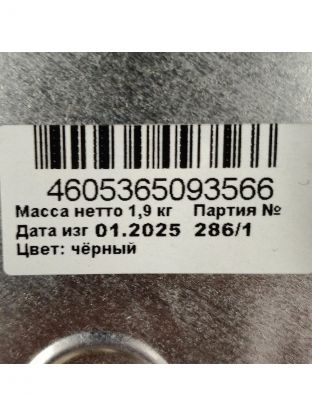 4605365093566
Масса нетто 1,9 кг Партия №
Дата изг 01.2025 286/1
Цвет: чёрный